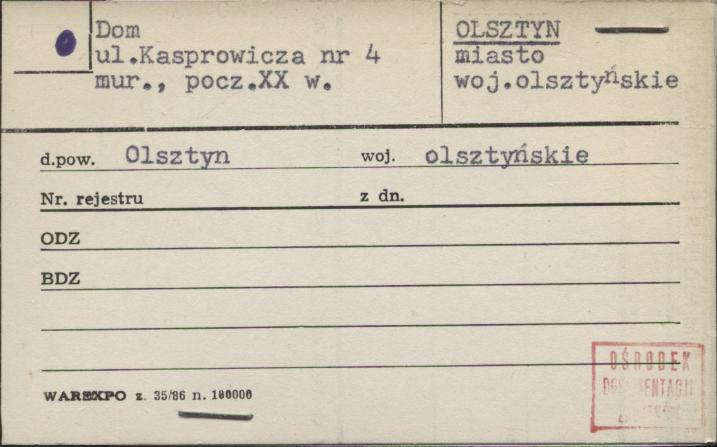 Dom
ul.Kasprowicza nr 4
mur., pocz.XX w.
OLSZTYN
miasto
woj.olsztyńskie
d.pow. Olsztyn woj. olsztyńskie
Nr. rejestru z dn.
ODZ
BDZ
WAREXPO z. 35/86 n. 100000
OŚRODEK